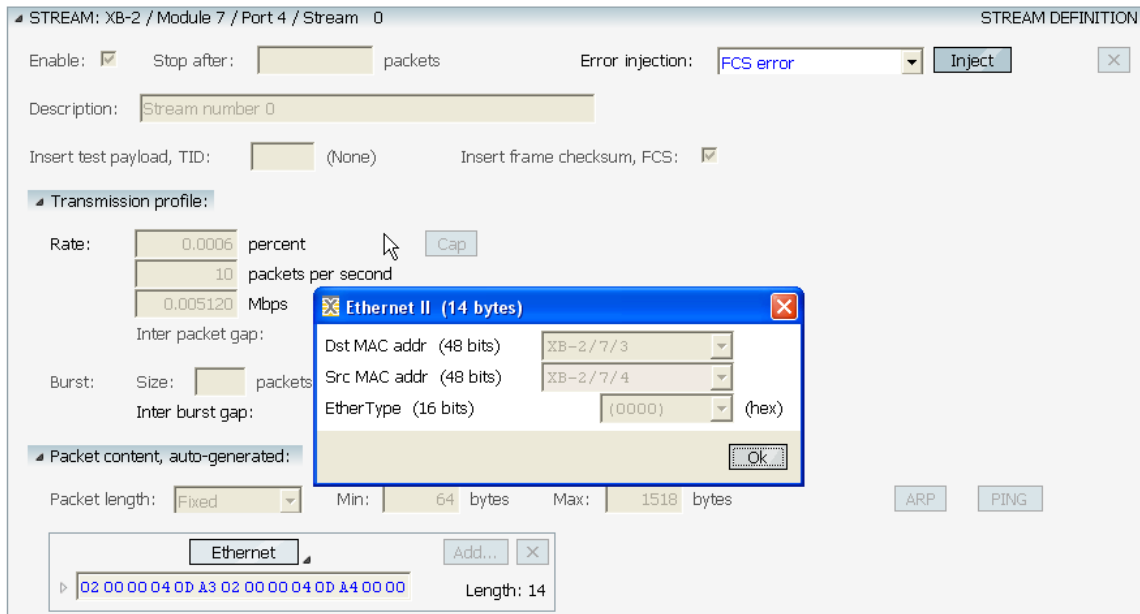 STREAM: XB-2 / Module 7 / Port 4 / Stream 0 STREAM DEFINITION
Enable: Stop after: packets Error injection: FCS error Inject
Description: Stream number 0
Insert test payload, TID: (None) Insert frame checksum, FCS:
Transmission profile:
Rate: 0.0006 percent Cap
10 packets per second
0.005120 Mbps
Inter packet gap:
Burst: Size: packets
Inter burst gap:
Ethernet II (14 bytes)
Dst MAC addr (48 bits) XB-2/7/3
Src MAC addr (48 bits) XB-2/7/4
EtherType (16 bits) (0000) (hex)
Ok
Packet content, auto-generated:
Packet length: Fixed Min: 64 bytes Max: 1518 bytes ARP PING
Ethernet Add...
02 00 00 04 0D A3 02 00 00 04 0D A4 00 00 Length: 14